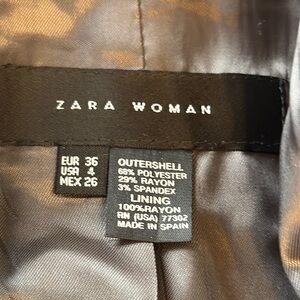 ZARA WOMAN
EUR 36
USA 4
MEX 26
OUTERSHELL
68% POLYESTER
29% RAYON
3% SPANDEX
LINING
100%RAYON
RN (USA) 77302
MADE IN SPAIN